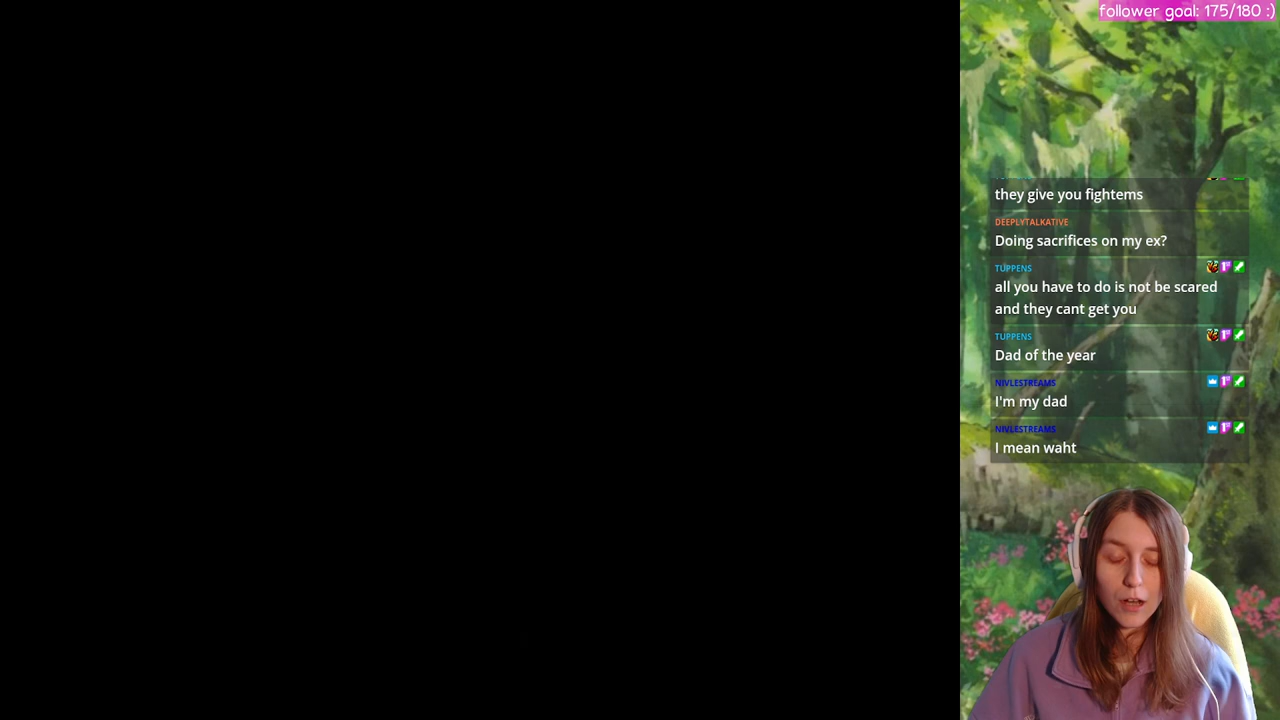 follower goal: 175/180 :)
they give you fightems
DEEPLYTALKATIVE
Doing sacrifices on my ex?
TUPPENS
all you have to do is not be scared
and they cant get you
TUPPENS
Dad of the year
NIVLESTREAMS
I'm my dad
NIVLESTREAMS
I mean waht